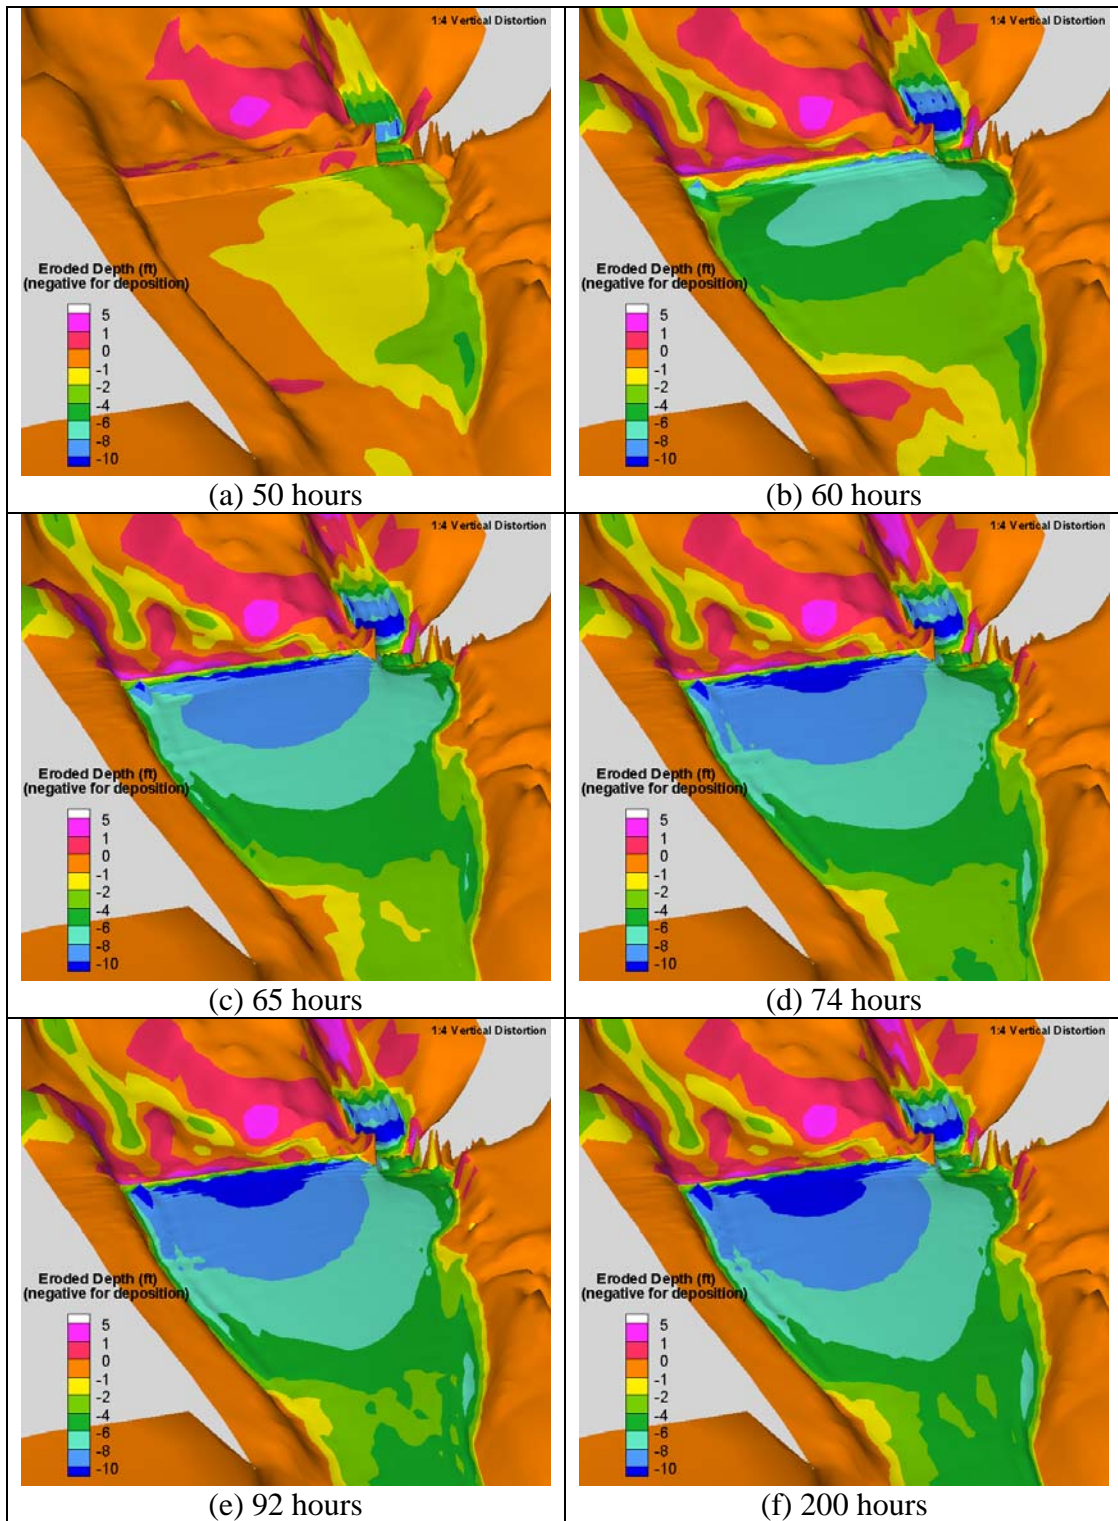 1:4 Vertical Distortion
Eroded Depth (ft)
(negative for deposition)
5
1
0
-1
-2
-4
-6
-8
-10
(a) 50 hours
1:4 Vertical Distortion
Eroded Depth (ft)
(negative for deposition)
5
1
0
-1
-2
-4
-6
-8
-10
(b) 60 hours
1:4 Vertical Distortion
Eroded Depth (ft)
(negative for deposition)
5
1
0
-1
-2
-4
-6
-8
-10
(c) 65 hours
1:4 Vertical Distortion
Eroded Depth (ft)
(negative for deposition)
5
1
0
-1
-2
-4
-6
-8
-10
(d) 74 hours
1:4 Vertical Distortion
Eroded Depth (ft)
(negative for deposition)
5
1
0
-1
-2
-4
-6
-8
-10
(e) 92 hours
1:4 Vertical Distortion
Eroded Depth (ft)
(negative for deposition)
5
1
0
-1
-2
-4
-6
-8
-10
(f) 200 hours